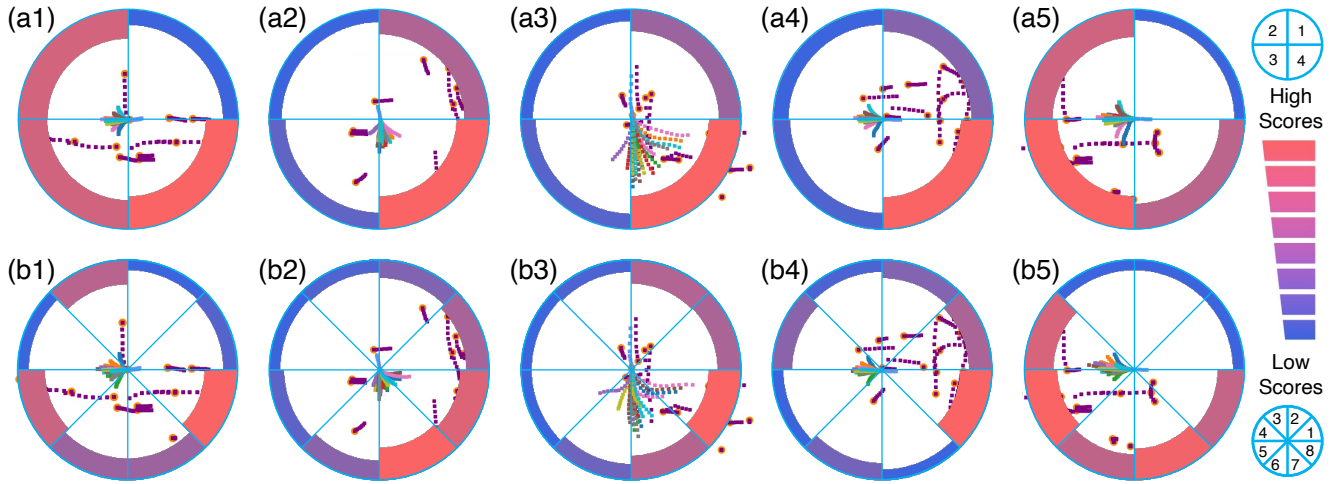 (a1) (a2) (a3) (a4) (a5)
2 1
3 4
High
Scores
(b1) (b2) (b3) (b4) (b5)
Low
Scores
3 2
4 1
5 8
6 7